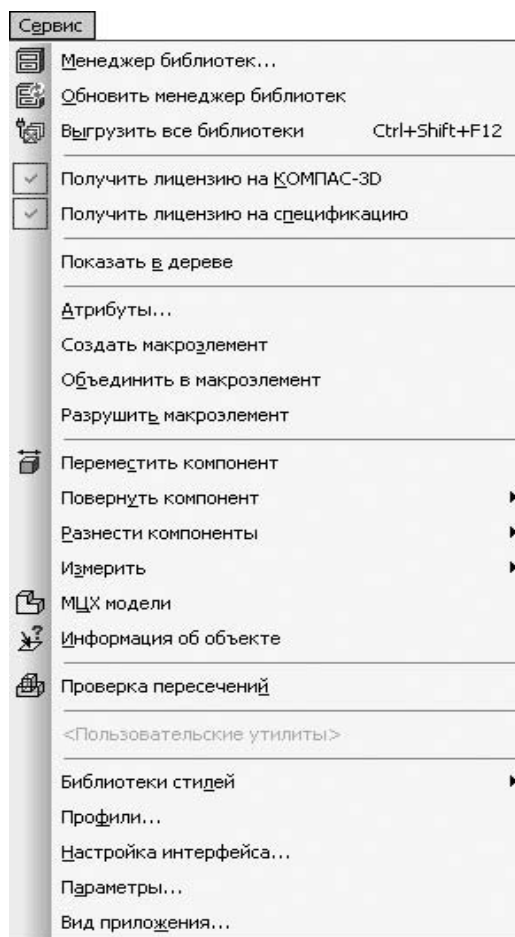 Сервис
Менеджер библиотек...
Обновить менеджер библиотек
Выгрузить все библиотеки Ctrl+Shift+F12
Получить лицензию на КОМПАС-3D
Получить лицензию на спецификацию
Показать в дереве
Атрибуты...
Создать макроэлемент
Объединить в макроэлемент
Разрушить макроэлемент
Переместить компонент
Повернуть компонент
Разнести компоненты
Измерить
МЦХ модели
Информация об объекте
Проверка пересечений
<Пользовательские утилиты>
Библиотеки стилей
Профили...
Настройка интерфейса...
Параметры...
Вид приложения...